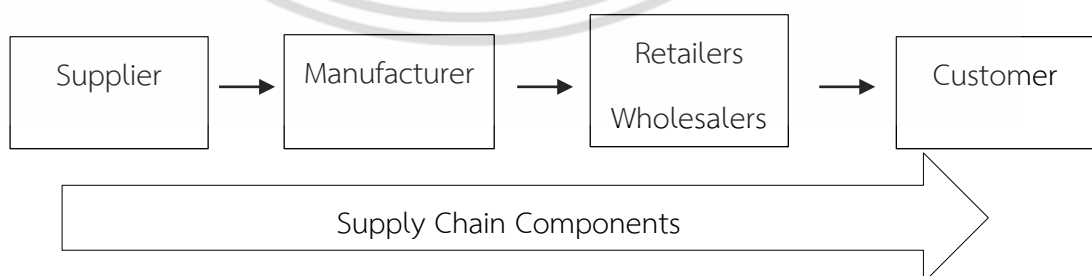 Supplier
Manufacturer
Retailers
Wholesalers
Customer
Supply Chain Components